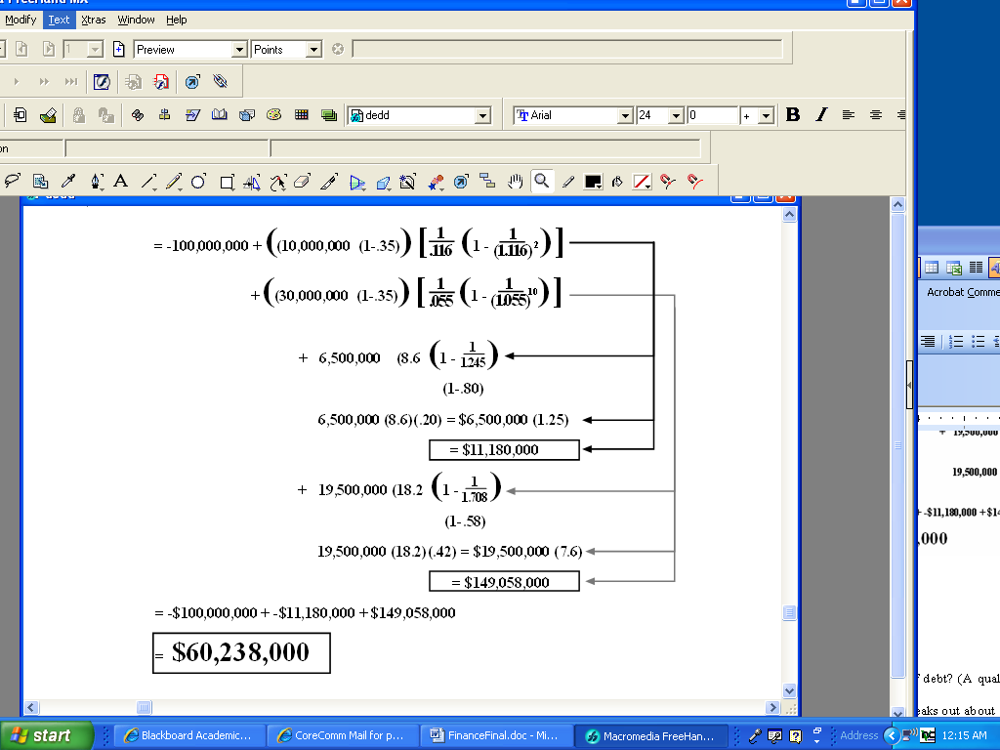 Modify Text Xtras Window Help
1 Preview Points
dedd Arial 24 0 + B I
on
dedd
= -100,000,000 + ((10,000,000 (1-.35)) [1/.116 (1 - 1/(1.116)²)]
+ ((30,000,000 (1-.35)) [1/.055 (1 - 1/(1.055)¹⁰)]
+ 6,500,000 (8.6 (1 - 1/1.245)
(1-.80)
6,500,000 (8.6)(.20) = $6,500,000 (1.25)
= $11,180,000
+ 19,500,000 (18.2 (1 - 1/1.708)
(1-.58)
19,500,000 (18.2)(.42) = $19,500,000 (7.6)
= $149,058,000
= -$100,000,000 + -$11,180,000 + $149,058,000
= $60,238,000
Acrobat Comme
+ 19,500,000
19,500,000
+ -$11,180,000 + $14
,000
debt? (A qual
eaks out about
start Blackboard Academic... CoreComm Mail for p... FinanceFinal.doc - Mi... Macromedia FreeHan... Address 12:15 AM